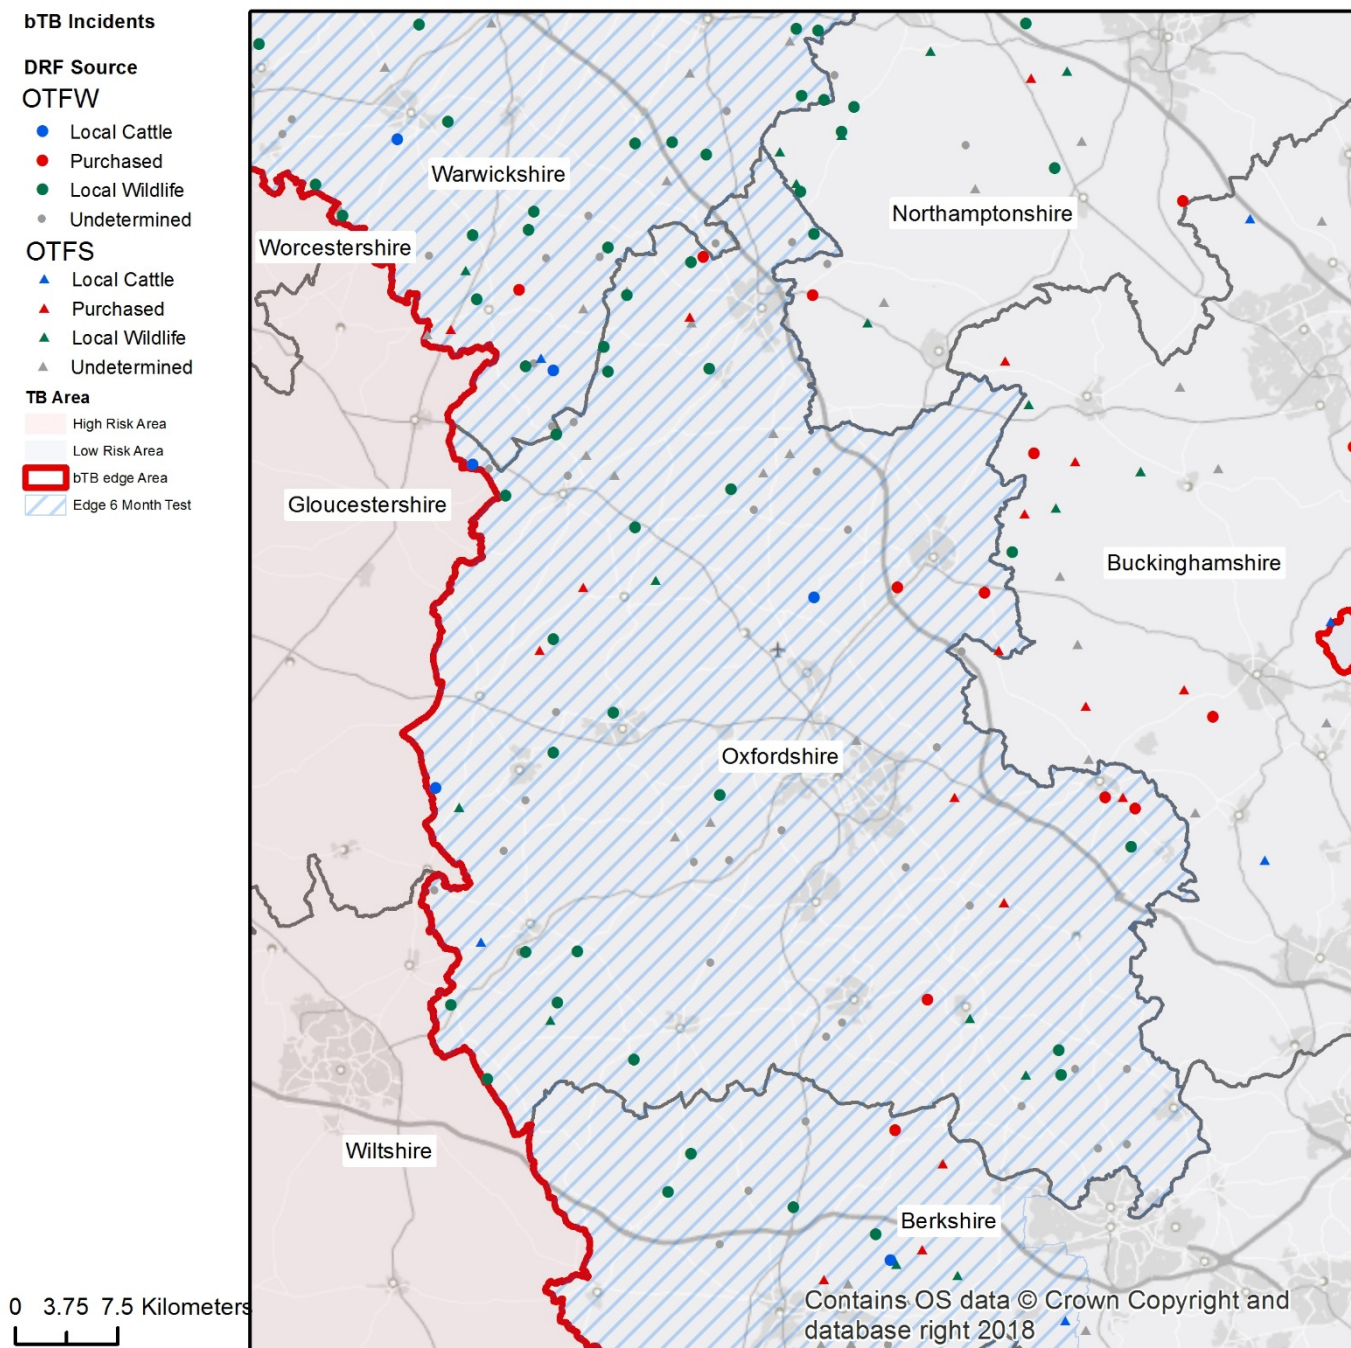 bTB Incidents
DRF Source
OTFW
Local Cattle
Purchased
Local Wildlife
Undetermined
OTFS
Local Cattle
Purchased
Local Wildlife
Undetermined
TB Area
High Risk Area
Low Risk Area
bTB edge Area
Edge 6 Month Test
0 3.75 7.5 Kilometers
Warwickshire
Northamptonshire
Worcestershire
Gloucestershire
Buckinghamshire
Oxfordshire
Wiltshire
Berkshire
Contains OS data © Crown Copyright and
database right 2018